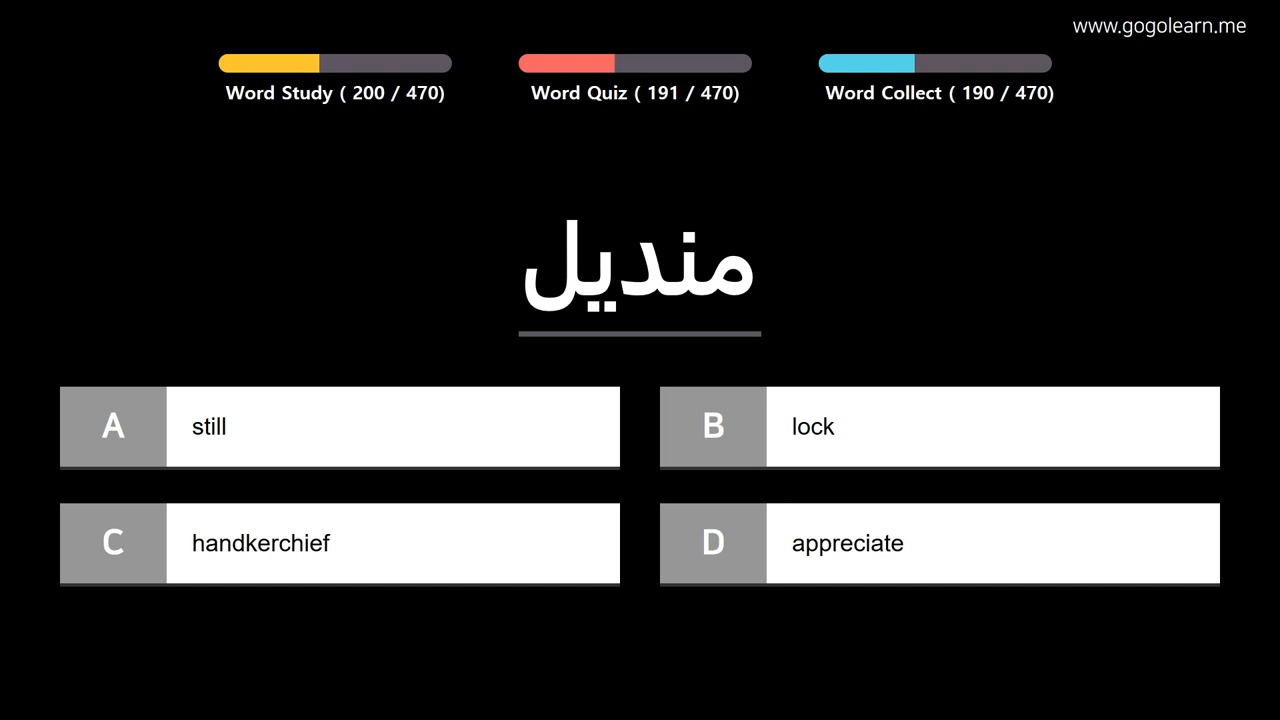 www.gogolearn.me
Word Study ( 200 / 470)
Word Quiz ( 191 / 470)
Word Collect ( 190 / 470)
منديل
A still
B lock
C handkerchief
D appreciate